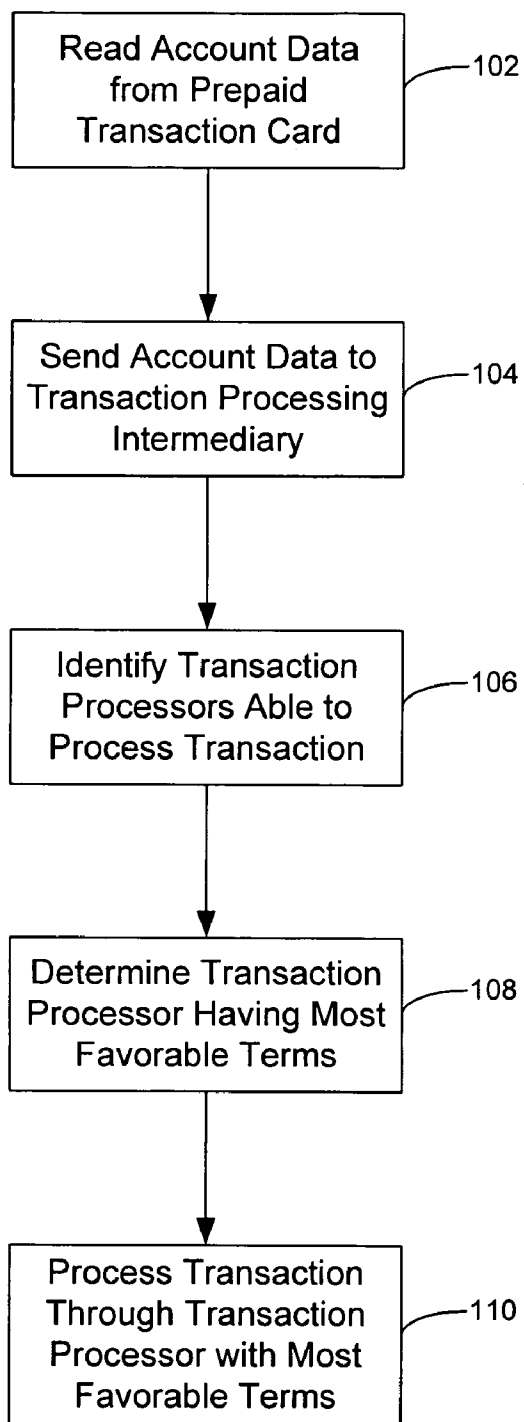 Read Account Data
from Prepaid
Transaction Card
102
Send Account Data to
Transaction Processing
Intermediary
104
Identify Transaction
Processors Able to
Process Transaction
106
Determine Transaction
Processor Having Most
Favorable Terms
108
Process Transaction
Through Transaction
Processor with Most
Favorable Terms
110